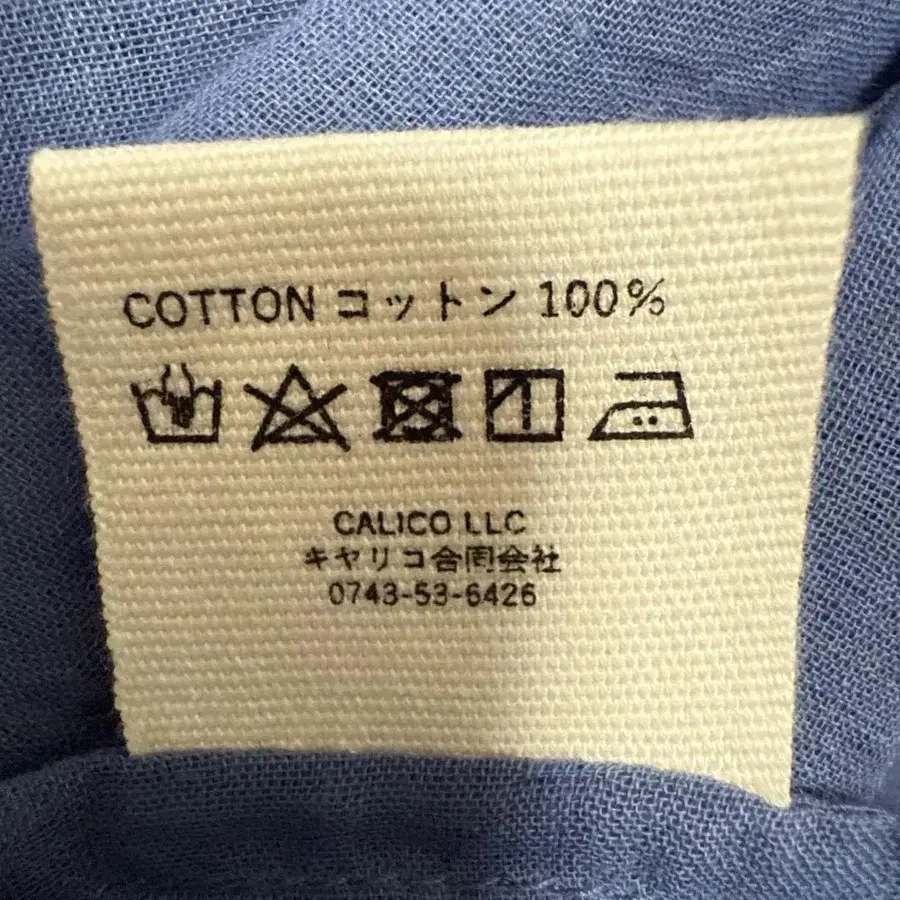 COTTON コットン 100%
CALICO LLC
キヤリコ合同会社
0743-53-6426